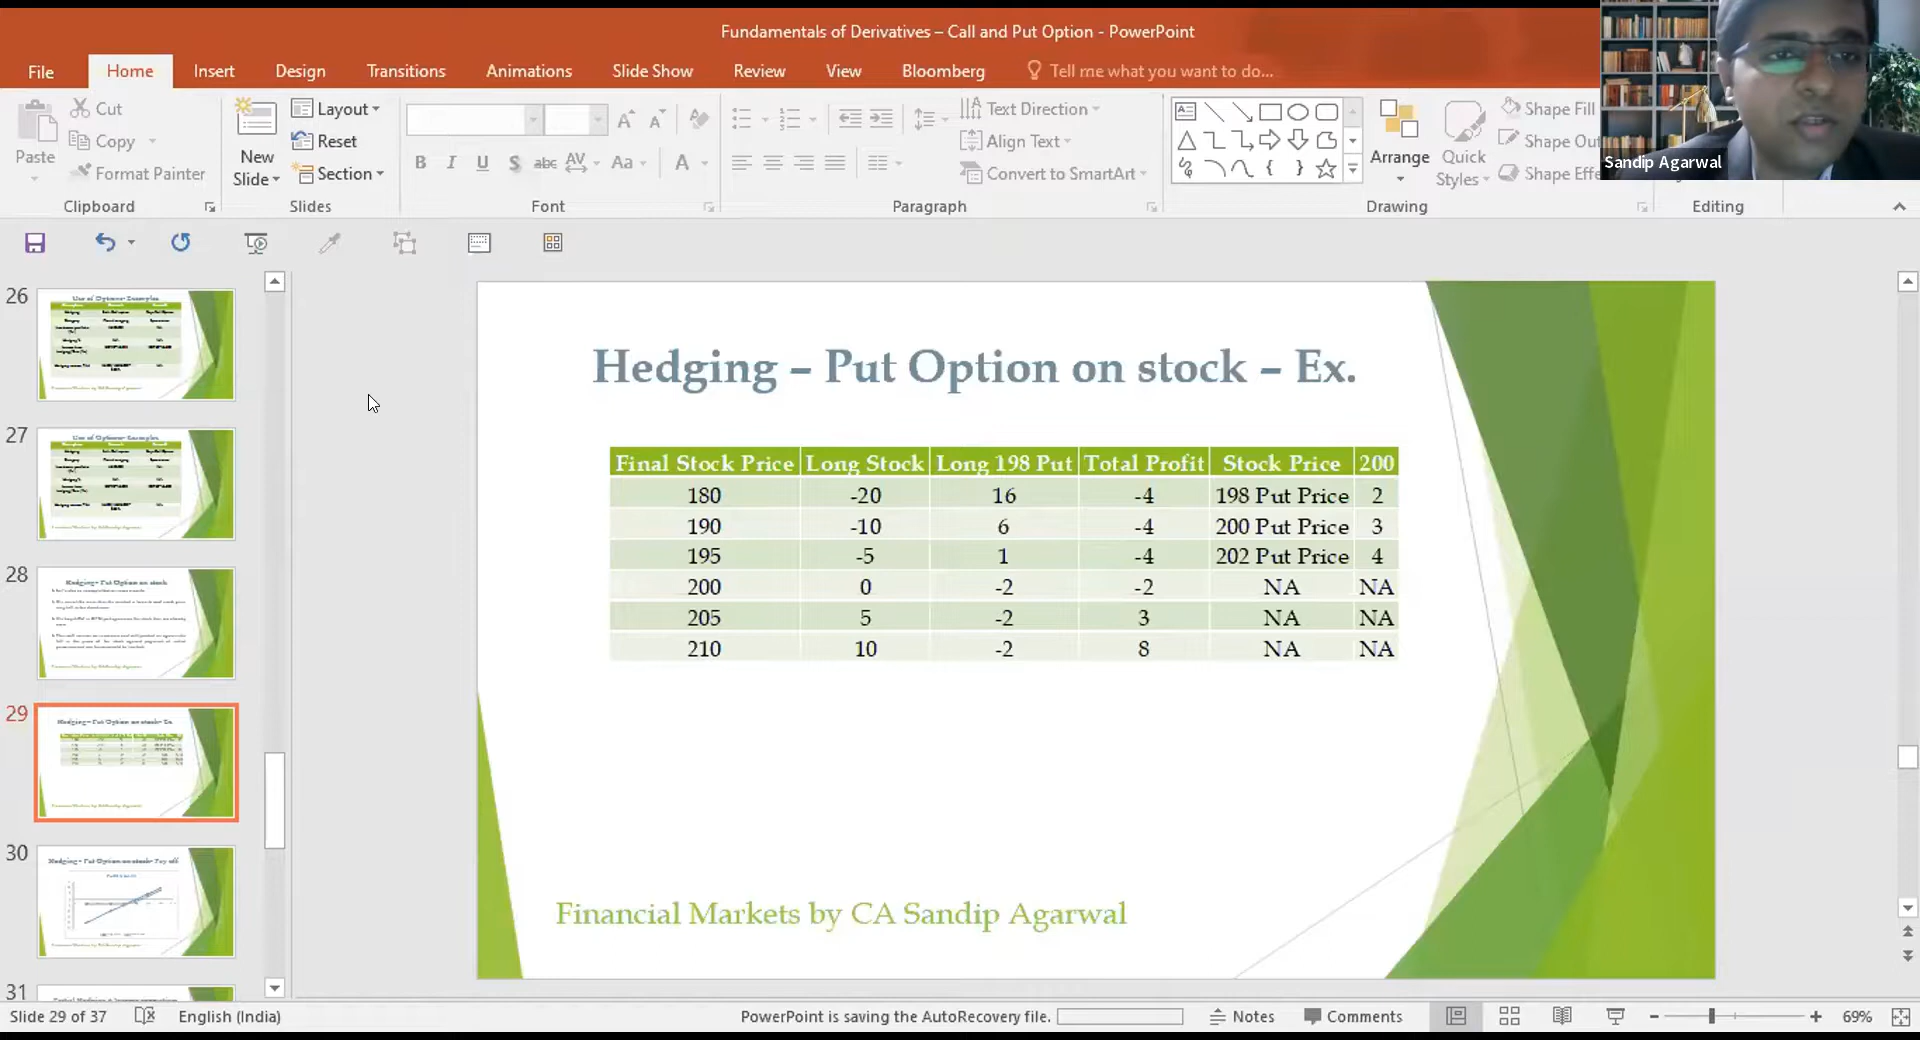 Fundamentals of Derivatives – Call and Put Option - PowerPoint
File Home Insert Design Transitions Animations Slide Show Review View Bloomberg Tell me what you want to do...
Sandip Agarwal
Paste
Cut
Copy
Format Painter
Clipboard
New Slide
Layout
Reset
Section
Slides
B I U S abc AV Aa A
Font
Text Direction
Align Text
Convert to SmartArt
Paragraph
Arrange
Quick Styles
Shape Fill
Shape
Shape
Drawing
Editing
26
27
28
29
30
31
Hedging – Put Option on stock – Ex.
Final Stock Price Long Stock Long 198 Put Total Profit Stock Price 200
180 -20 16 -4 198 Put Price 2
190 -10 6 -4 200 Put Price 3
195 -5 1 -4 202 Put Price 4
200 0 -2 -2 NA NA
205 5 -2 3 NA NA
210 10 -2 8 NA NA
Financial Markets by CA Sandip Agarwal
Slide 29 of 37 English (India) PowerPoint is saving the AutoRecovery file. Notes Comments 69%